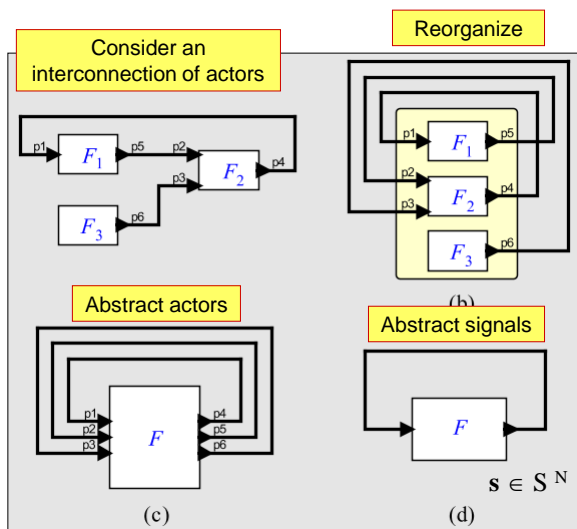 Consider an
interconnection of actors
p1
F1
p5
p2
p3
F2
p4
F3
p6
Reorganize
p1
F1
p5
p2
p3
F2
p4
F3
p6
(b)
Abstract actors
p1
p2
p3
F
p4
p5
p6
(c)
Abstract signals
F
s ∈ S N
(d)